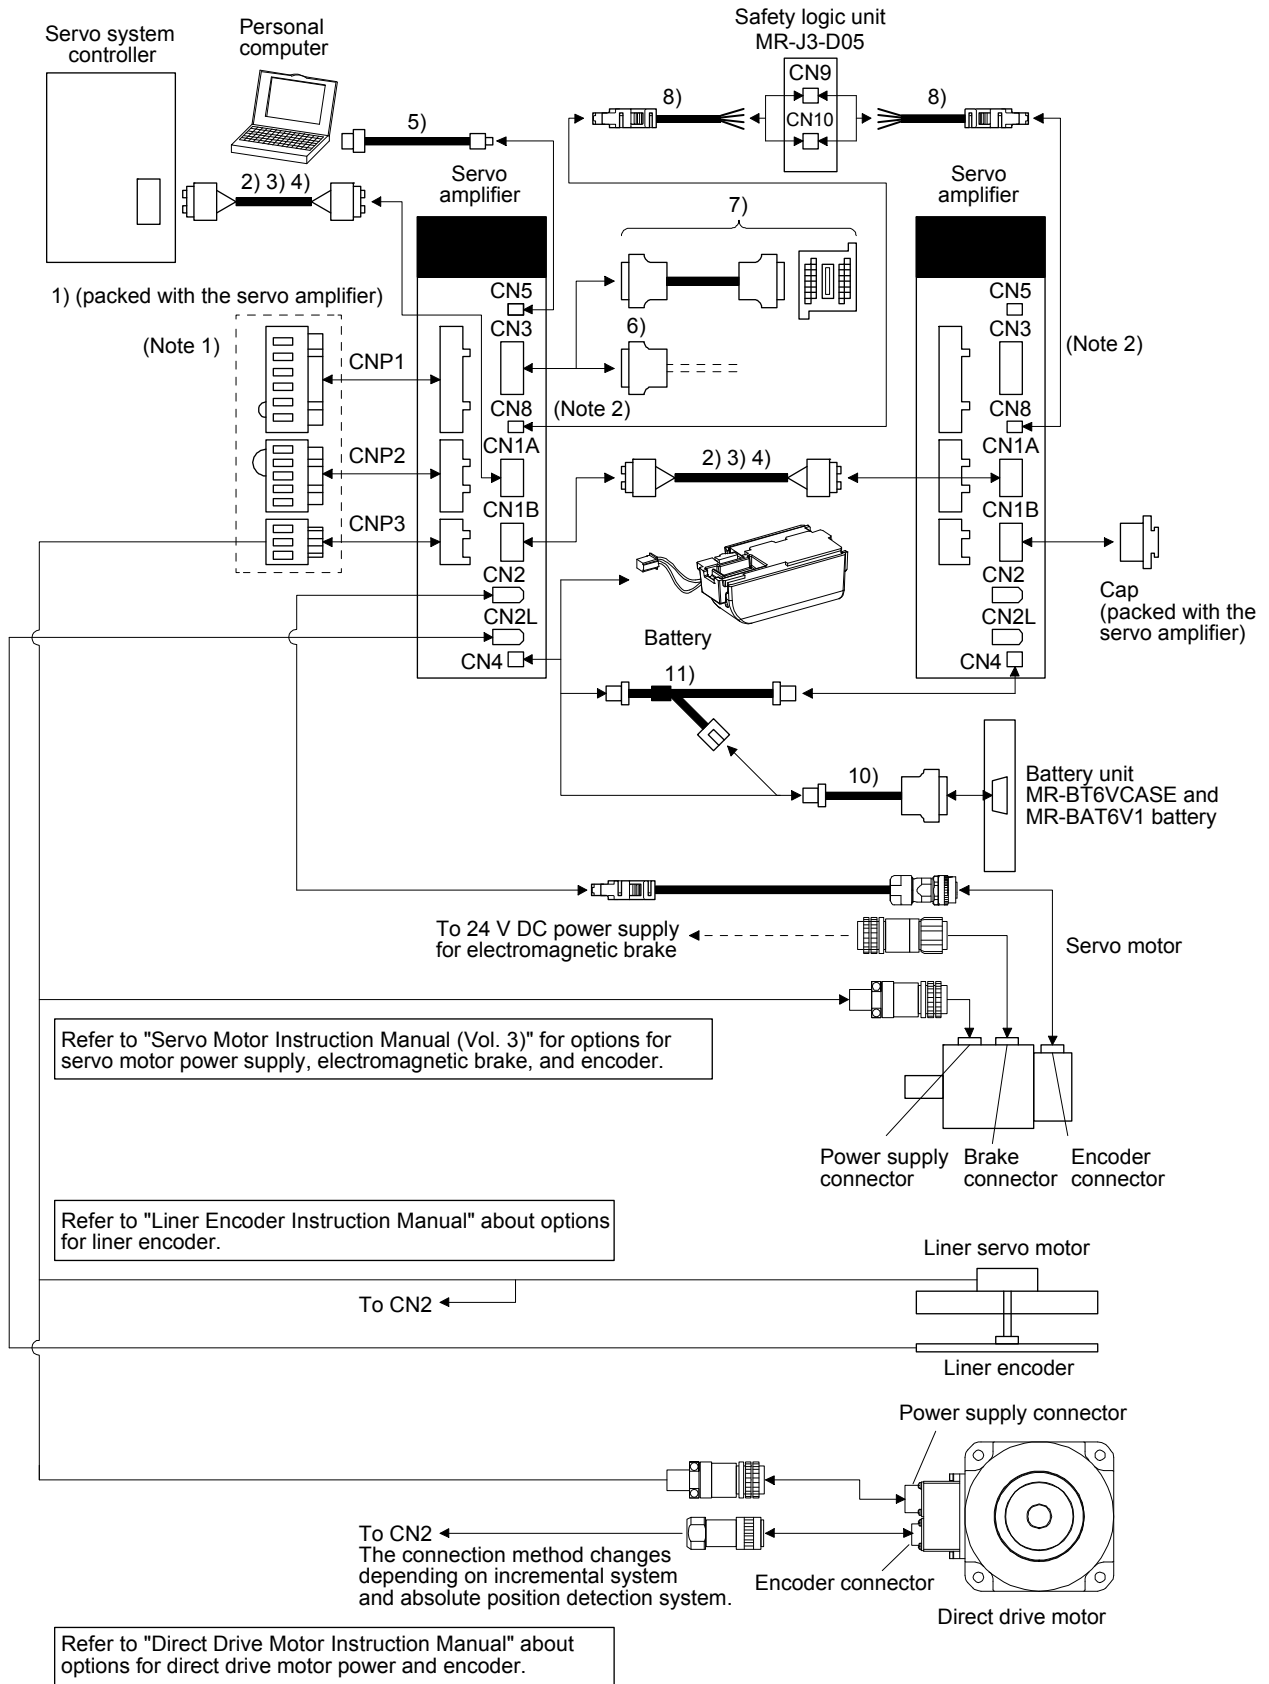 Servo system
controller
Personal
computer
Safety logic unit
MR-J3-D05
CN9
CN10
8)
8)
5)
2) 3) 4)
Servo
amplifier
Servo
amplifier
7)
1) (packed with the servo amplifier)
(Note 1)
CNP1
CNP2
CNP3
CN5
CN3
CN8
(Note 2)
CN1A
CN1B
CN2
CN2L
CN4
6)
2) 3) 4)
CN5
CN3
(Note 2)
CN8
CN1A
CN1B
CN2
CN2L
CN4
Cap
(packed with the
servo amplifier)
Battery
11)
10)
Battery unit
MR-BT6VCASE and
MR-BAT6V1 battery
To 24 V DC power supply
for electromagnetic brake
Servo motor
Refer to "Servo Motor Instruction Manual (Vol. 3)" for options for
servo motor power supply, electromagnetic brake, and encoder.
Power supply
connector
Brake
connector
Encoder
connector
Refer to "Liner Encoder Instruction Manual" about options
for liner encoder.
Liner servo motor
To CN2
Liner encoder
Power supply connector
To CN2
The connection method changes
depending on incremental system
and absolute position detection system.
Encoder connector
Direct drive motor
Refer to "Direct Drive Motor Instruction Manual" about
options for direct drive motor power and encoder.